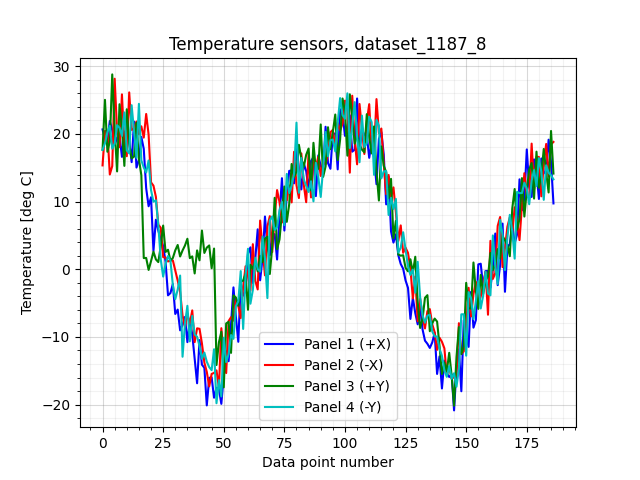 Temperature sensors, dataset_1187_8
Temperature [deg C]
30
20
10
0
−10
−20
Panel 1 (+X)
Panel 2 (-X)
Panel 3 (+Y)
Panel 4 (-Y)
0 25 50 75 100 125 150 175
Data point number